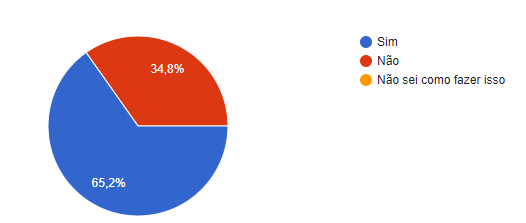 Sim
Não
Não sei como fazer isso
34,8%
65,2%